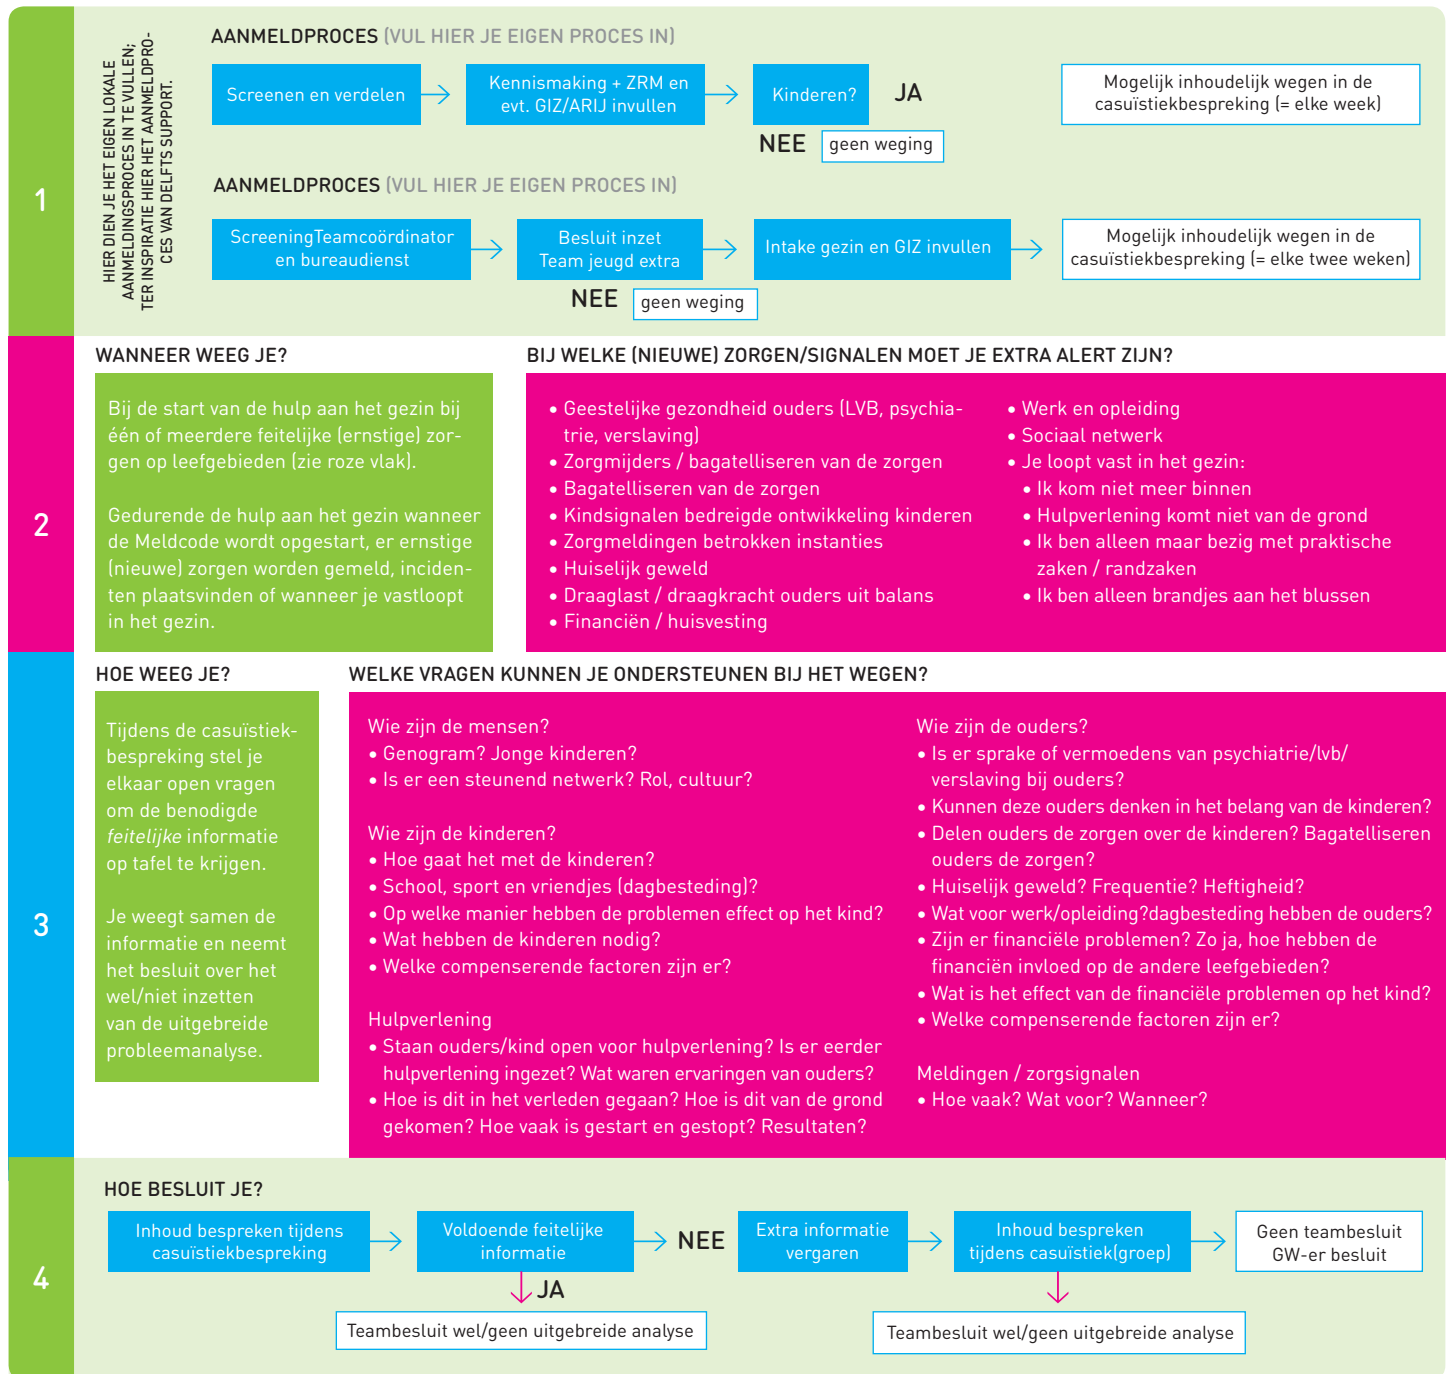 1
HIER DIEN JE HET EIGEN LOKALE
AANMELDINGSPROCES IN TE VULLEN;
TER INSPIRATIE HIER HET AANMELDPRO-
CES VAN DELFTS SUPPORT.
AANMELDPROCES (VUL HIER JE EIGEN PROCES IN)
Screenen en verdelen
Kennismaking + ZRM en
evt. GIZ/ARIJ invullen
Kinderen?
JA
Mogelijk inhoudelijk wegen in de
casuïstiekbespreking (= elke week)
NEE
geen weging
AANMELDPROCES (VUL HIER JE EIGEN PROCES IN)
ScreeningTeamcoördinator
en bureaudienst
Besluit inzet
Team jeugd extra
Intake gezin en GIZ invullen
Mogelijk inhoudelijk wegen in de
casuïstiekbespreking (= elke twee weken)
NEE
geen weging
2
WANNEER WEEG JE?
Bij de start van de hulp aan het gezin bij
één of meerdere feitelijke (ernstige) zor-
gen op leefgebieden (zie roze vlak).
Gedurende de hulp aan het gezin wanneer
de Meldcode wordt opgestart, er ernstige
(nieuwe) zorgen worden gemeld, inciden-
ten plaatsvinden of wanneer je vastloopt
in het gezin.
BIJ WELKE (NIEUWE) ZORGEN/SIGNALEN MOET JE EXTRA ALERT ZIJN?
• Geestelijke gezondheid ouders (LVB, psychia-
trie, verslaving)
• Zorgmijders / bagatelliseren van de zorgen
• Bagatelliseren van de zorgen
• Kindsignalen bedreigde ontwikkeling kinderen
• Zorgmeldingen betrokken instanties
• Huiselijk geweld
• Draaglast / draagkracht ouders uit balans
• Financiën / huisvesting
• Werk en opleiding
• Sociaal netwerk
• Je loopt vast in het gezin:
• Ik kom niet meer binnen
• Hulpverlening komt niet van de grond
• Ik ben alleen maar bezig met praktische
zaken / randzaken
• Ik ben alleen brandjes aan het blussen
3
HOE WEEG JE?
Tijdens de casuïstiek-
bespreking stel je
elkaar open vragen
om de benodigde
feitelijke informatie
op tafel te krijgen.
Je weegt samen de
informatie en neemt
het besluit over het
wel/niet inzetten
van de uitgebreide
probleemanalyse.
WELKE VRAGEN KUNNEN JE ONDERSTEUNEN BIJ HET WEGEN?
Wie zijn de mensen?
• Genogram? Jonge kinderen?
• Is er een steunend netwerk? Rol, cultuur?
Wie zijn de kinderen?
• Hoe gaat het met de kinderen?
• School, sport en vriendjes (dagbesteding)?
• Op welke manier hebben de problemen effect op het kind?
• Wat hebben de kinderen nodig?
• Welke compenserende factoren zijn er?
Hulpverlening
• Staan ouders/kind open voor hulpverlening? Is er eerder
hulpverlening ingezet? Wat waren ervaringen van ouders?
• Hoe is dit in het verleden gegaan? Hoe is dit van de grond
gekomen? Hoe vaak is gestart en gestopt? Resultaten?
Wie zijn de ouders?
• Is er sprake of vermoedens van psychiatrie/lvb/
verslaving bij ouders?
• Kunnen deze ouders denken in het belang van de kinderen?
• Delen ouders de zorgen over de kinderen? Bagatelliseren
ouders de zorgen?
• Huiselijk geweld? Frequentie? Heftigheid?
• Wat voor werk/opleiding?dagbesteding hebben de ouders?
• Zijn er financiële problemen? Zo ja, hoe hebben de
financiën invloed op de andere leefgebieden?
• Wat is het effect van de financiële problemen op het kind?
• Welke compenserende factoren zijn er?
Meldingen / zorgsignalen
• Hoe vaak? Wat voor? Wanneer?
4
HOE BESLUIT JE?
Inhoud bespreken tijdens
casuïstiekbespreking
Voldoende feitelijke
informatie
NEE
Extra informatie
vergaren
Inhoud bespreken
tijdens casuïstiek(groep)
Geen teambesluit
GW-er besluit
JA
Teambesluit wel/geen uitgebreide analyse
Teambesluit wel/geen uitgebreide analyse